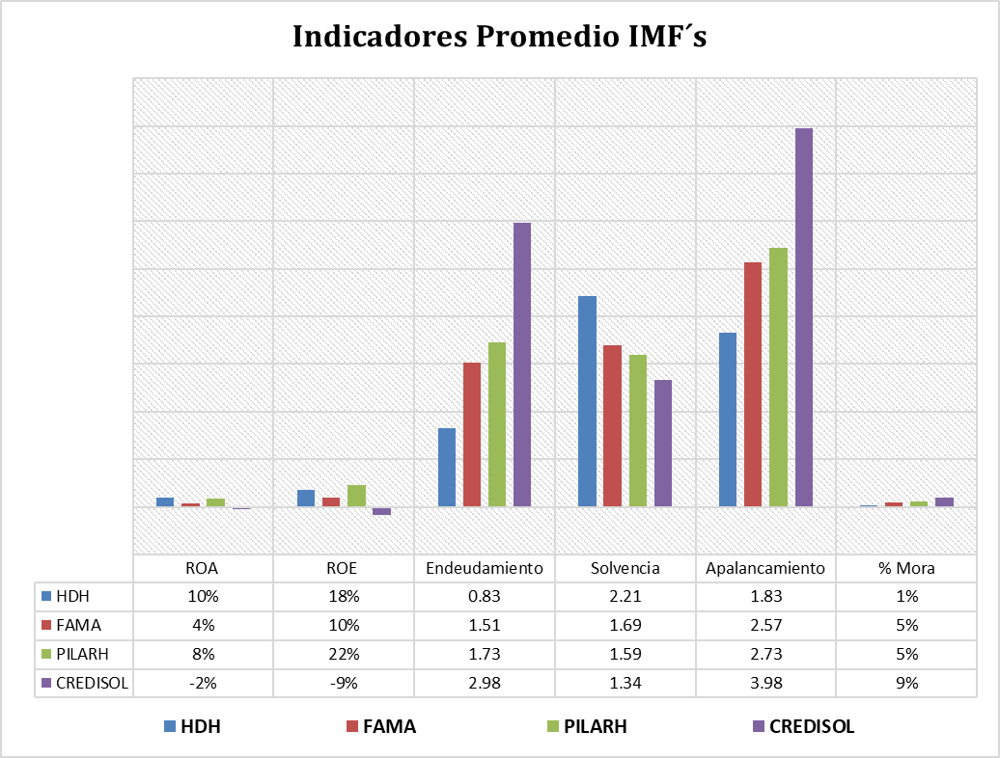 Indicadores Promedio IMF´s
ROA ROE Endeudamiento Solvencia Apalancamiento % Mora
HDH 10% 18% 0.83 2.21 1.83 1%
FAMA 4% 10% 1.51 1.69 2.57 5%
PILARH 8% 22% 1.73 1.59 2.73 5%
CREDISOL -2% -9% 2.98 1.34 3.98 9%
HDH FAMA PILARH CREDISOL